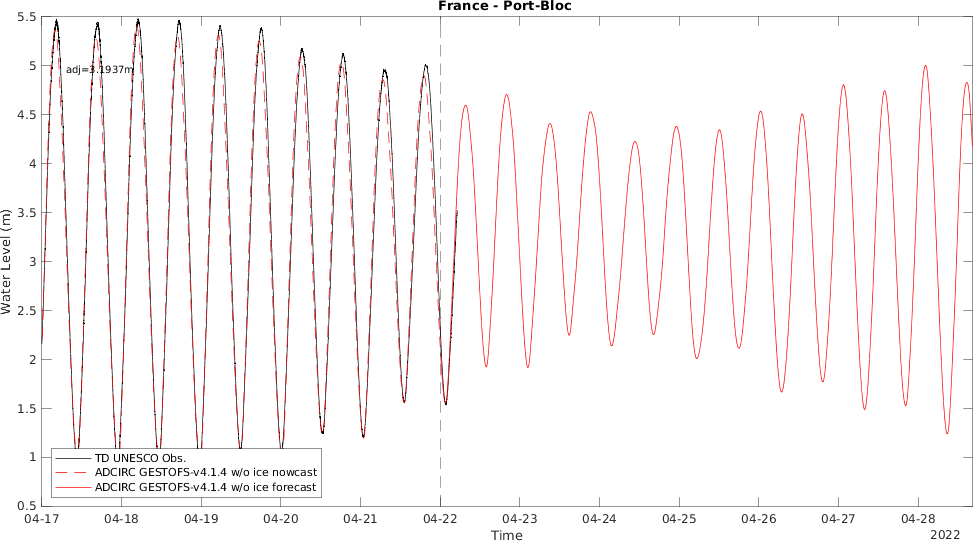 France - Port-Bloc
5.5
5
4.5
4
3.5
3
2.5
2
1.5
1
0.5
Water Level (m)
adj=3.1937m
TD UNESCO Obs.
ADCIRC GESTOFS-v4.1.4 w/o ice nowcast
ADCIRC GESTOFS-v4.1.4 w/o ice forecast
04-17 04-18 04-19 04-20 04-21 04-22 04-23 04-24 04-25 04-26 04-27 04-28
Time
2022